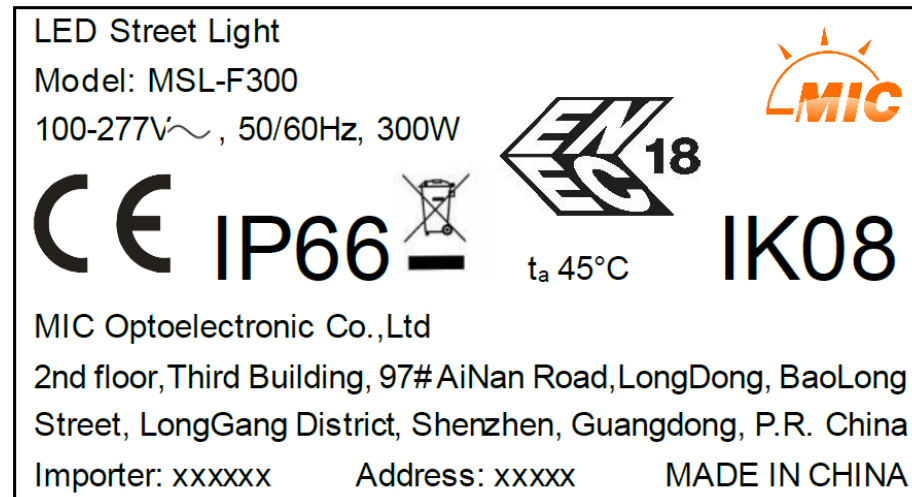 LED Street Light
Model: MSL-F300
MIC
100-277V～, 50/60Hz, 300W
EN
EC
18
CE IP66
ta 45°C
IK08
MIC Optoelectronic Co.,Ltd
2nd floor,Third Building, 97# AiNan Road,LongDong, BaoLong
Street, LongGang District, Shenzhen, Guangdong, P.R. China
Importer: xxxxxx Address: xxxxx MADE IN CHINA